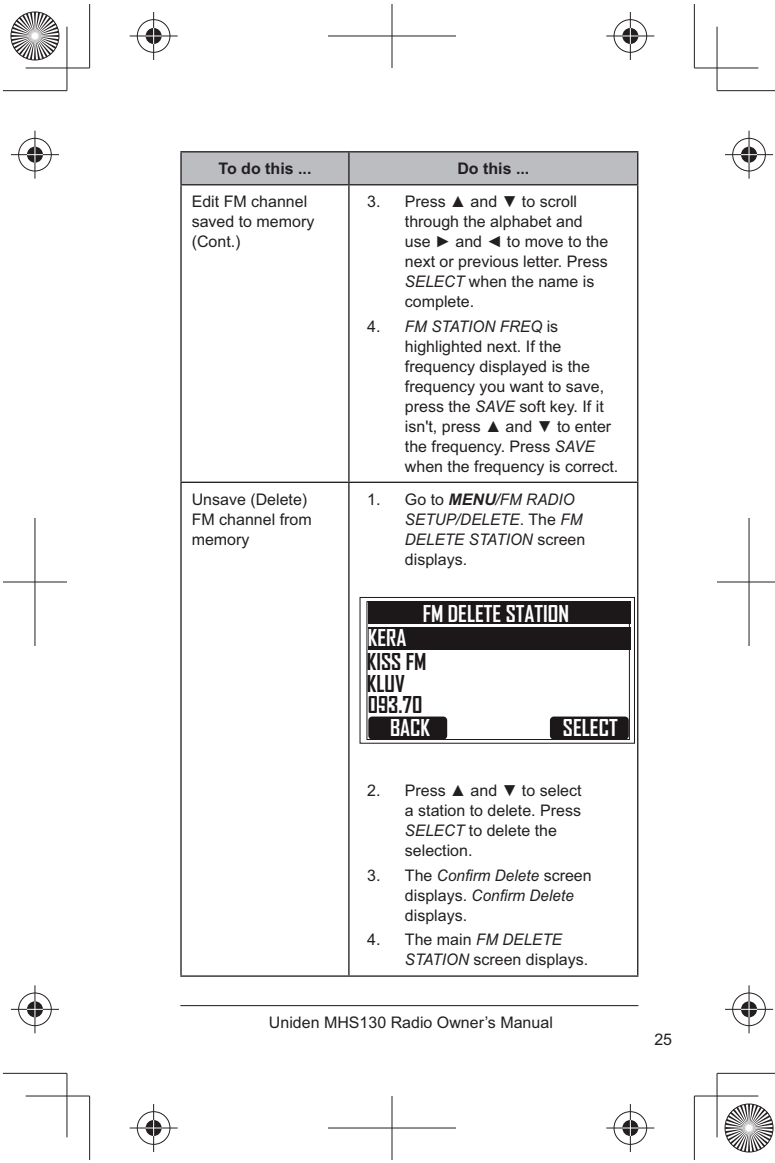 To do this ...
Do this ...
Edit FM channel
saved to memory
(Cont.)
3. Press ▲ and ▼ to scroll
through the alphabet and
use ► and ◄ to move to the
next or previous letter. Press
SELECT when the name is
complete.
4. FM STATION FREQ is
highlighted next. If the
frequency displayed is the
frequency you want to save,
press the SAVE soft key. If it
isn't, press ▲ and ▼ to enter
the frequency. Press SAVE
when the frequency is correct.
Unsave (Delete)
FM channel from
memory
1. Go to MENU/FM RADIO
SETUP/DELETE. The FM
DELETE STATION screen
displays.
FM DELETE STATION
KERA
KISS FM
KLUV
093.70
BACK SELECT
2. Press ▲ and ▼ to select
a station to delete. Press
SELECT to delete the
selection.
3. The Confirm Delete screen
displays. Confirm Delete
displays.
4. The main FM DELETE
STATION screen displays.
Uniden MHS130 Radio Owner’s Manual
25